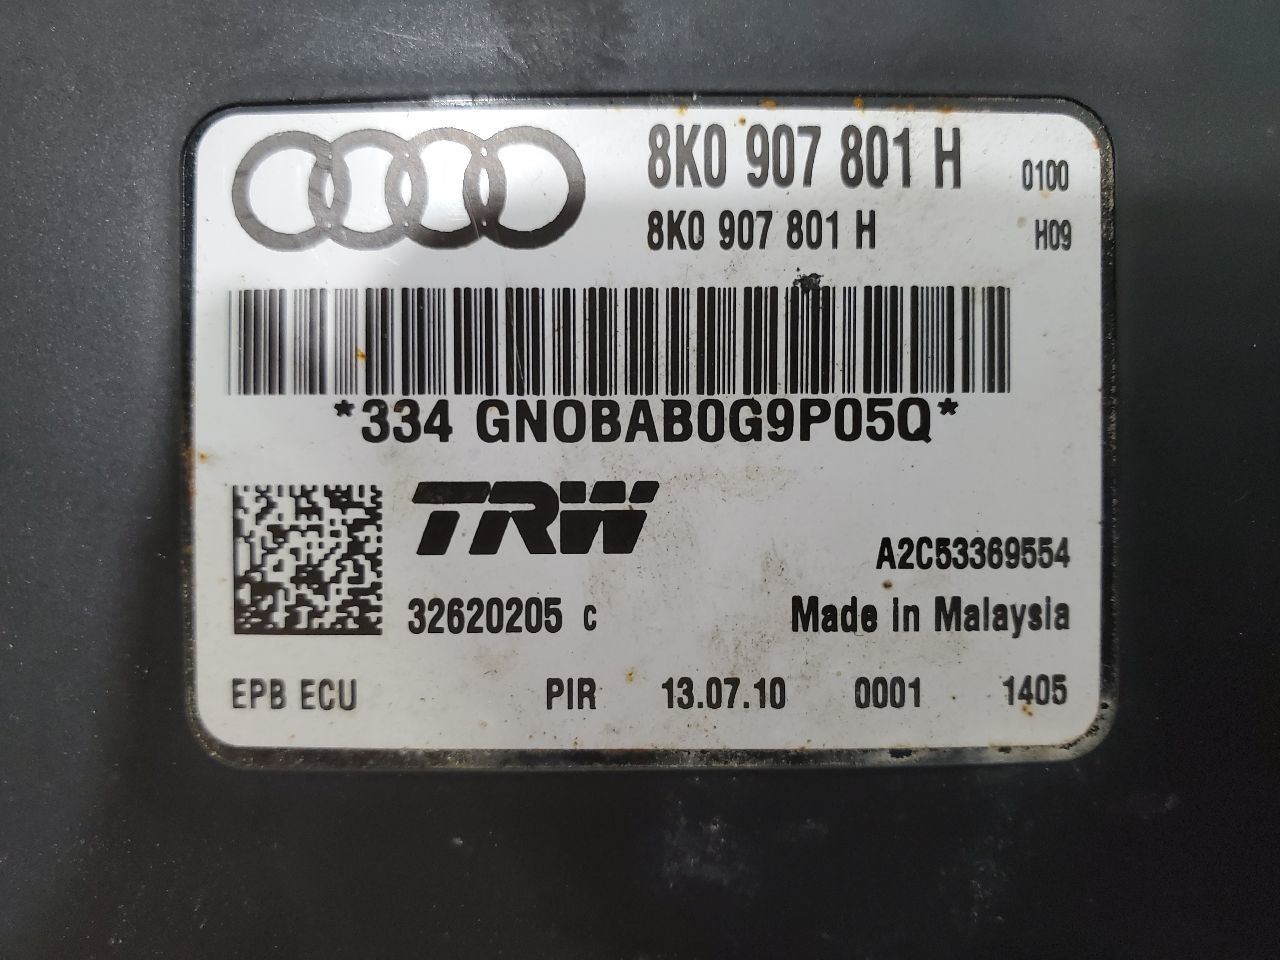 8K0 907 801 H 0100
8K0 907 801 H H09
*334 GN0BAB0G9P05Q*
TRW
A2C53369554
32620205 C Made in Malaysia
EPB ECU PIR 13.07.10 0001 1405